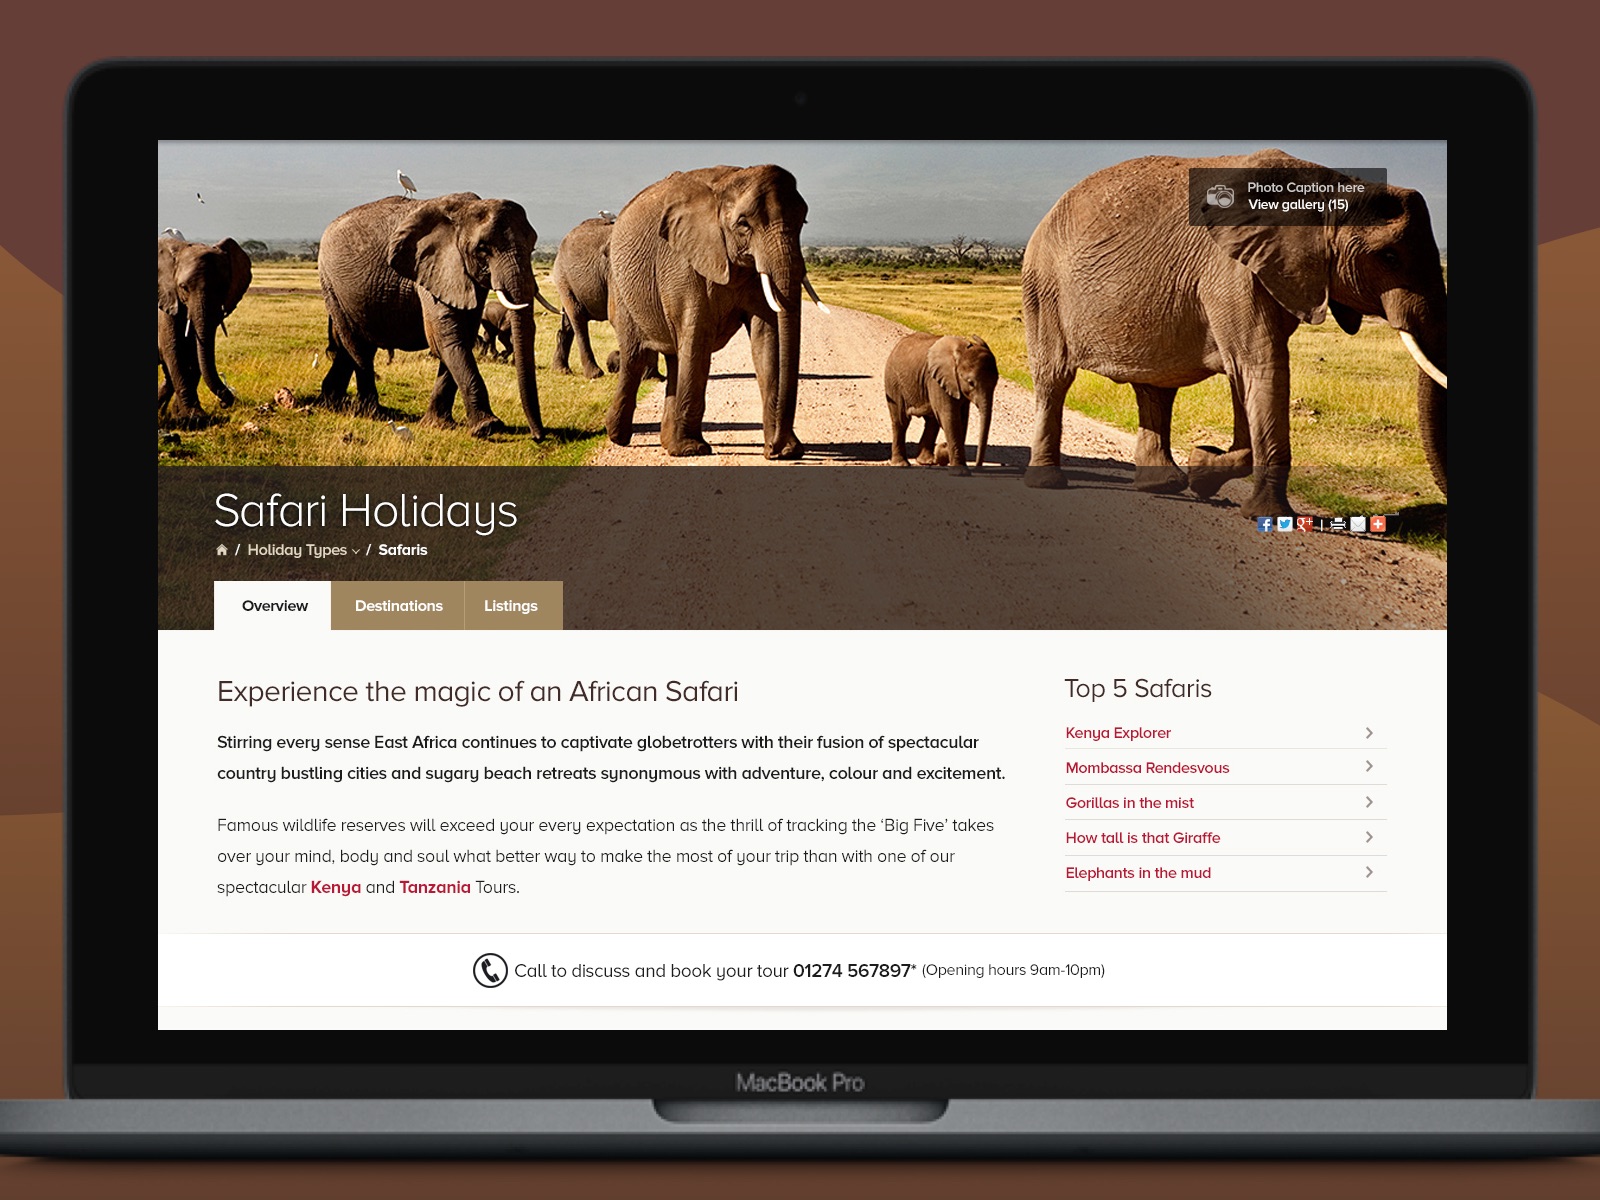 Photo Caption here
View gallery (15)
Safari Holidays
/ Holiday Types / Safaris
Overview Destinations Listings
Experience the magic of an African Safari
Stirring every sense East Africa continues to captivate globetrotters with their fusion of spectacular
country bustling cities and sugary beach retreats synonymous with adventure, colour and excitement.
Famous wildlife reserves will exceed your every expectation as the thrill of tracking the ‘Big Five’ takes
over your mind, body and soul what better way to make the most of your trip than with one of our
spectacular Kenya and Tanzania Tours.
Top 5 Safaris
Kenya Explorer
Mombassa Rendesvous
Gorillas in the mist
How tall is that Giraffe
Elephants in the mud
Call to discuss and book your tour 01274 567897* (Opening hours 9am-10pm)
MacBook Pro